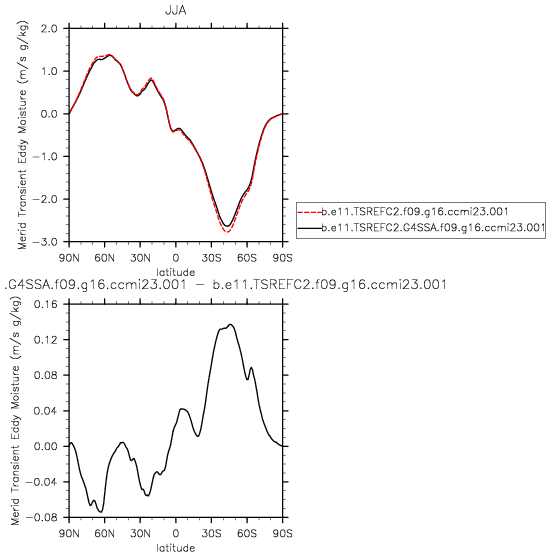 JJA
Merid Transient Eddy Moisture (m/s g/kg)
2.0
1.0
0.0
-1.0
-2.0
-3.0
90N 60N 30N 0 30S 60S 90S
latitude
b.e11.TSREFC2.f09.g16.ccmi23.001
b.e11.TSREFC2.G4SSA.f09.g16.ccmi23.001
.G4SSA.f09.g16.ccmi23.001 - b.e11.TSREFC2.f09.g16.ccmi23.001
Merid Transient Eddy Moisture (m/s g/kg)
0.16
0.12
0.08
0.04
0.00
-0.04
-0.08
90N 60N 30N 0 30S 60S 90S
latitude